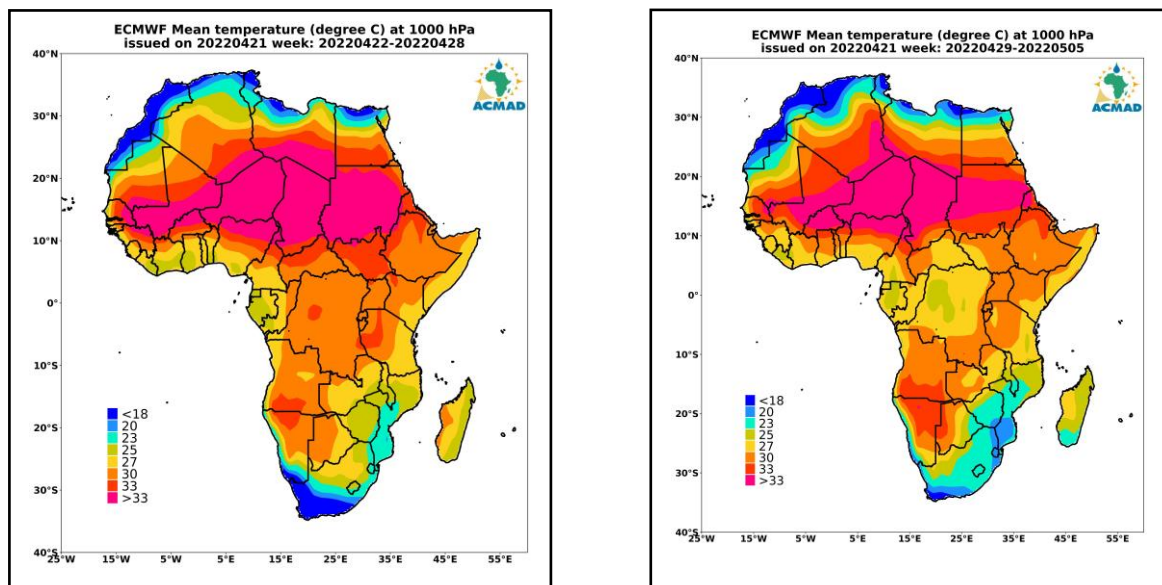 ECMWF Mean temperature (degree C) at 1000 hPa
issued on 20220421 week: 20220422-20220428
40°N
30°N
20°N
10°N
0°
10°S
20°S
30°S
40°S
25°W
15°W
5°W
5°E
15°E
25°E
35°E
45°E
55°E
ACMAD
<18
20
23
25
27
30
33
>33
ECMWF Mean temperature (degree C) at 1000 hPa
issued on 20220421 week: 20220429-20220505
40°N
30°N
20°N
10°N
0°
10°S
20°S
30°S
40°S
25°W
15°W
5°W
5°E
15°E
25°E
35°E
45°E
55°E
ACMAD
<18
20
23
25
27
30
33
>33